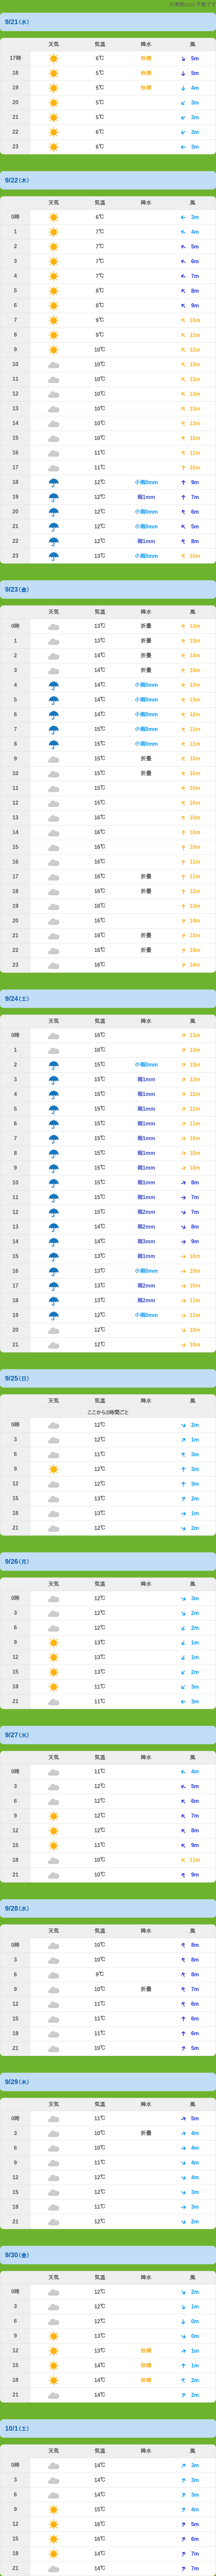 9/21(水)
天気 気温 降水 風
17時 6℃ 快晴 5m
18 5℃ 快晴 5m
19 5℃ 快晴 4m
20 5℃ 3m
21 5℃ 3m
22 6℃ 3m
23 6℃ 3m
9/22(木)
天気 気温 降水 風
0時 6℃ 3m
1 7℃ 4m
2 7℃ 5m
3 7℃ 6m
4 7℃ 7m
5 8℃ 8m
6 8℃ 9m
7 9℃ 10m
8 9℃ 11m
9 10℃ 12m
10 10℃ 13m
11 10℃ 13m
12 10℃ 13m
13 10℃ 13m
14 10℃ 13m
15 10℃ 12m
16 11℃ 11m
17 11℃ 10m
18 12℃ 小雨0mm 9m
19 12℃ 雨1mm 7m
20 12℃ 小雨0mm 6m
21 12℃ 小雨0mm 5m
22 12℃ 雨1mm 8m
23 13℃ 小雨0mm 10m
9/23(金)
天気 気温 降水 風
0時 13℃ 折曇 13m
1 13℃ 折曇 13m
2 14℃ 折曇 14m
3 14℃ 折曇 14m
4 14℃ 小雨0mm 13m
5 14℃ 小雨0mm 13m
6 14℃ 小雨0mm 12m
7 15℃ 小雨0mm 11m
8 15℃ 小雨0mm 11m
9 15℃ 折曇 10m
10 15℃ 折曇 10m
11 15℃ 10m
12 15℃ 10m
13 16℃ 10m
14 16℃ 10m
15 16℃ 10m
16 16℃ 11m
17 16℃ 折曇 11m
18 16℃ 折曇 12m
19 16℃ 13m
20 16℃ 14m
21 16℃ 折曇 15m
22 16℃ 折曇 14m
23 16℃ 14m
9/24(土)
天気 気温 降水 風
0時 16℃ 13m
1 16℃ 13m
2 15℃ 小雨0mm 13m
3 15℃ 雨1mm 12m
4 15℃ 雨1mm 12m
5 15℃ 雨1mm 11m
6 15℃ 雨1mm 11m
7 15℃ 雨1mm 10m
8 15℃ 雨1mm 10m
9 15℃ 雨1mm 10m
10 15℃ 雨1mm 8m
11 15℃ 雨1mm 7m
12 15℃ 雨2mm 7m
13 14℃ 雨2mm 8m
14 14℃ 雨3mm 9m
15 13℃ 雨1mm 10m
16 13℃ 小雨0mm 10m
17 13℃ 雨2mm 10m
18 13℃ 雨2mm 11m
19 12℃ 小雨0mm 11m
20 12℃ 10m
21 12℃ 10m
9/25(日)
天気 気温 降水 風
ここから3時間ごと
0時 12℃ 2m
3 12℃ 1m
6 11℃ 3m
9 12℃ 3m
12 12℃ 3m
15 13℃ 2m
18 13℃ 1m
21 12℃ 2m
9/26(月)
天気 気温 降水 風
0時 12℃ 3m
3 12℃ 2m
6 12℃ 2m
9 13℃ 1m
12 13℃ 1m
15 13℃ 2m
18 11℃ 3m
21 11℃ 3m
9/27(火)
天気 気温 降水 風
0時 11℃ 4m
3 12℃ 5m
6 12℃ 6m
9 12℃ 7m
12 12℃ 8m
15 11℃ 9m
18 10℃ 11m
21 10℃ 9m
9/28(水)
天気 気温 降水 風
0時 10℃ 8m
3 10℃ 8m
6 9℃ 8m
9 10℃ 折曇 7m
12 11℃ 6m
15 11℃ 6m
18 11℃ 6m
21 10℃ 5m
9/29(木)
天気 気温 降水 風
0時 11℃ 5m
3 10℃ 折曇 4m
6 10℃ 4m
9 11℃ 4m
12 12℃ 4m
15 12℃ 3m
18 11℃ 3m
21 12℃ 2m
9/30(金)
天気 気温 降水 風
0時 12℃ 2m
3 12℃ 1m
6 12℃ 0m
9 13℃ 0m
12 13℃ 快晴 1m
15 14℃ 快晴 1m
18 14℃ 快晴 2m
21 14℃ 2m
10/1(土)
天気 気温 降水 風
0時 14℃ 3m
3 14℃ 3m
6 14℃ 3m
9 15℃ 4m
12 16℃ 5m
15 16℃ 6m
18 14℃ 7m
21 14℃ 7m